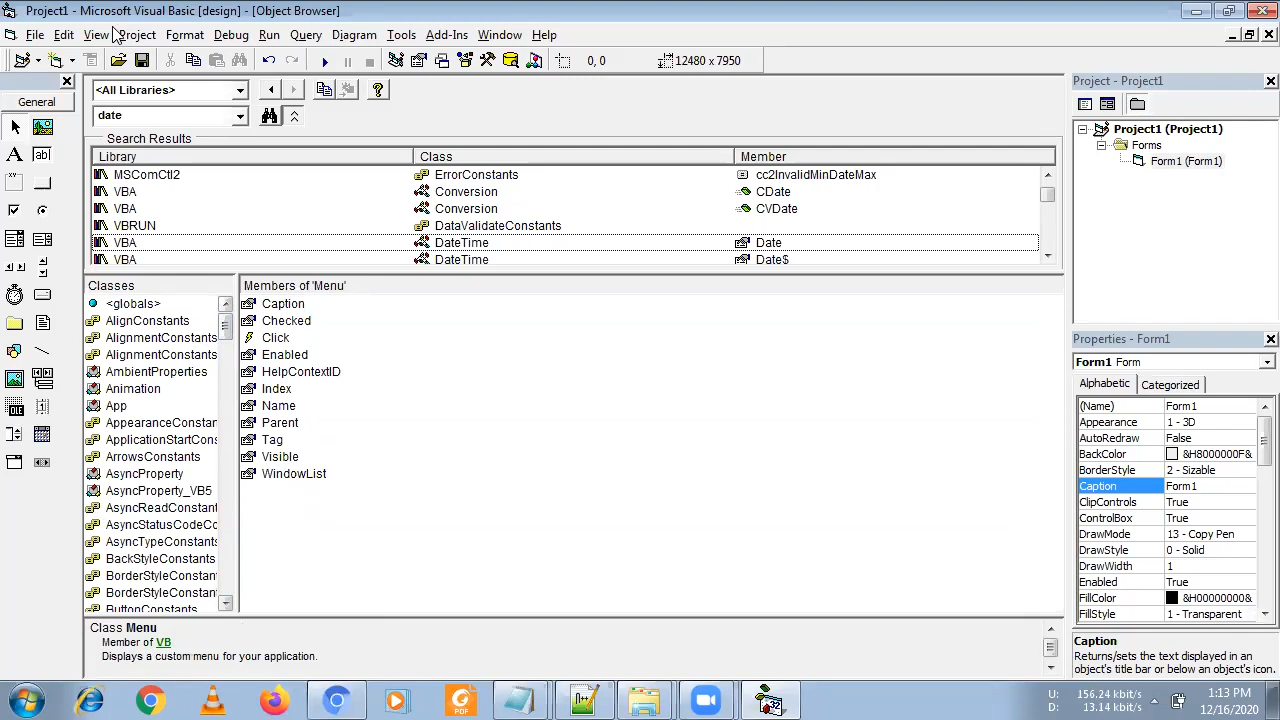 Project1 - Microsoft Visual Basic [design] - [Object Browser]
File Edit View Project Format Debug Run Query Diagram Tools Add-Ins Window Help
0, 0 12480 x 7950
General
<All Libraries>
date
Search Results
Library Class Member
MSComCtl2 ErrorConstants cc2InvalidMinDateMax
VBA Conversion CDate
VBA Conversion CVDate
VBRUN DataValidateConstants
VBA DateTime Date
VBA DateTime Date$
Classes
<globals>
AlignConstants
AlignmentConstants
AlignmentConstants
AmbientProperties
Animation
App
AppearanceConstan
ApplicationStartCons
ArrowsConstants
AsyncProperty
AsyncProperty_VB5
AsyncReadConstant
AsyncStatusCodeCo
AsyncTypeConstants
BackStyleConstants
BorderStyleConstant
BorderStyleConstant
ButtonConstants
Members of 'Menu'
Caption
Checked
Click
Enabled
HelpContextID
Index
Name
Parent
Tag
Visible
WindowList
Class Menu
Member of VB
Displays a custom menu for your application.
Project - Project1
Project1 (Project1)
Forms
Form1 (Form1)
Properties - Form1
Form1 Form
Alphabetic Categorized
(Name) Form1
Appearance 1 - 3D
AutoRedraw False
BackColor &H8000000F&
BorderStyle 2 - Sizable
Caption Form1
ClipControls True
ControlBox True
DrawMode 13 - Copy Pen
DrawStyle 0 - Solid
DrawWidth 1
Enabled True
FillColor &H00000000&
FillStyle 1 - Transparent
Caption
Returns/sets the text displayed in an
object's title bar or below an object's icon.
U: 156.24 kbit/s
D: 13.14 kbit/s
1:13 PM
12/16/2020